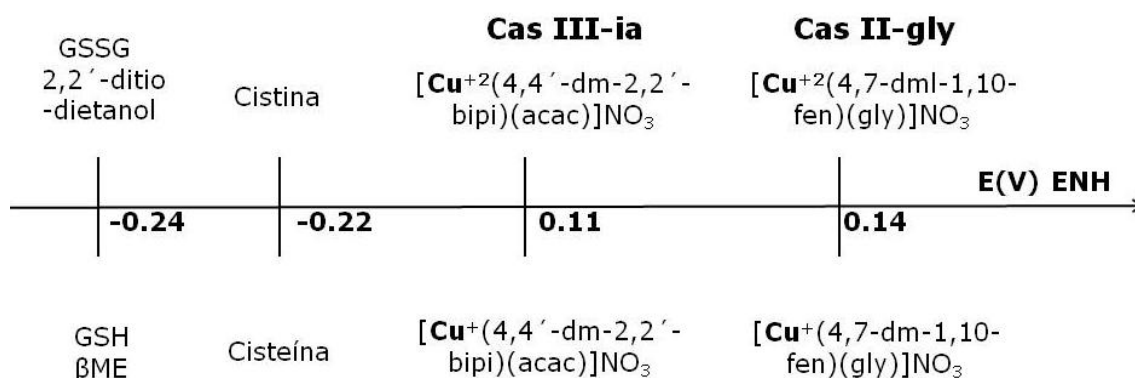 Cas III-ia
Cas II-gly
GSSG
2,2´-ditio
-dietanol
Cistina
[Cu⁺²(4,4´-dm-2,2´-
bipi)(acac)]NO₃
[Cu⁺²(4,7-dml-1,10-
fen)(gly)]NO₃
E(V) ENH
-0.24
-0.22
0.11
0.14
GSH
βME
Cisteína
[Cu⁺(4,4´-dm-2,2´-
bipi)(acac)]NO₃
[Cu⁺(4,7-dm-1,10-
fen)(gly)]NO₃